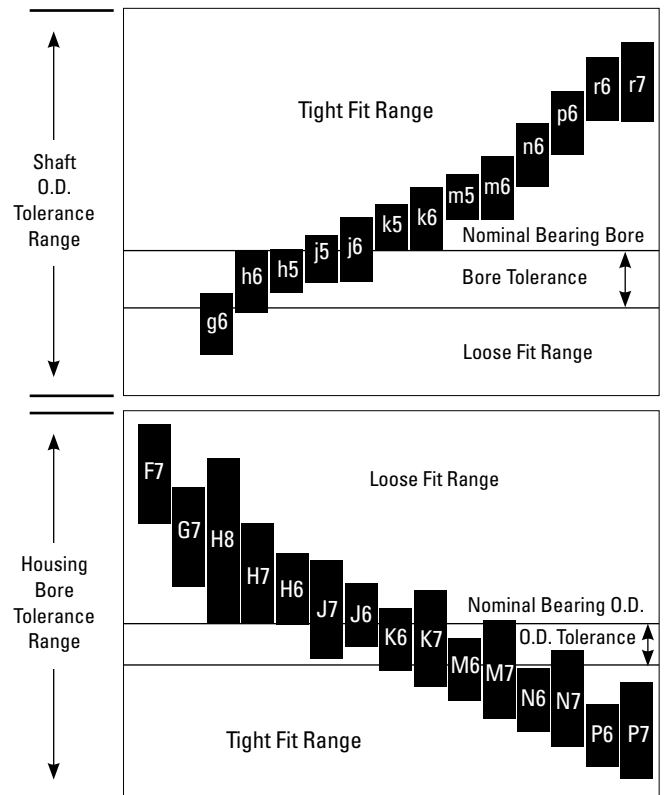 Shaft
O.D.
Tolerance
Range
Tight Fit Range
r6
r7
p6
n6
m5
m6
k5
k6
j5
j6
h6
h5
g6
Nominal Bearing Bore
Bore Tolerance
Loose Fit Range
Housing
Bore
Tolerance
Range
F7
G7
H8
H7
H6
J7
J6
K6
K7
M6
M7
N6
N7
P6
P7
Loose Fit Range
Nominal Bearing O.D.
O.D. Tolerance
Tight Fit Range